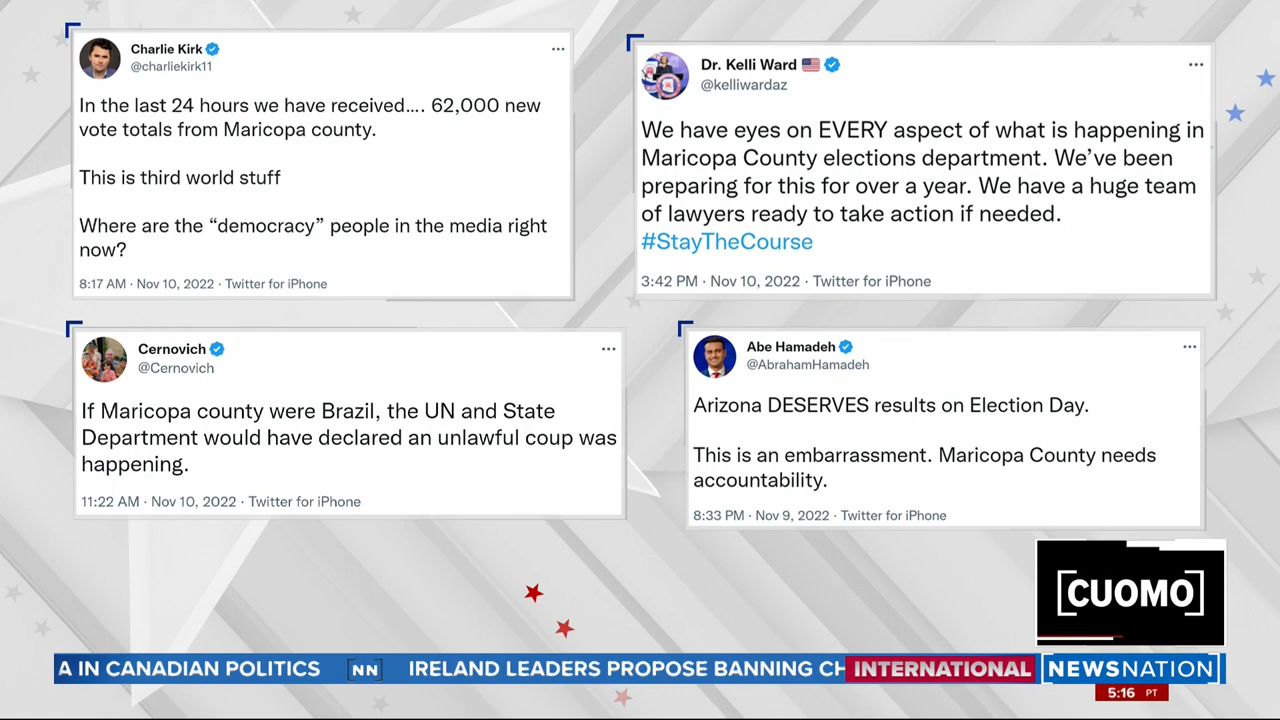 Charlie Kirk
@charliekirk11
In the last 24 hours we have received.... 62,000 new
vote totals from Maricopa county.
This is third world stuff
Where are the “democracy” people in the media right
now?
8:17 AM · Nov 10, 2022 · Twitter for iPhone
Dr. Kelli Ward 🇺🇸
@kelliwardaz
We have eyes on EVERY aspect of what is happening in
Maricopa County elections department. We’ve been
preparing for this for over a year. We have a huge team
of lawyers ready to take action if needed.
#StayTheCourse
3:42 PM · Nov 10, 2022 · Twitter for iPhone
Cernovich
@Cernovich
If Maricopa county were Brazil, the UN and State
Department would have declared an unlawful coup was
happening.
11:22 AM · Nov 10, 2022 · Twitter for iPhone
Abe Hamadeh
@AbrahamHamadeh
Arizona DESERVES results on Election Day.
This is an embarrassment. Maricopa County needs
accountability.
8:33 PM · Nov 9, 2022 · Twitter for iPhone
[CUOMO]
A IN CANADIAN POLITICS [NN] IRELAND LEADERS PROPOSE BANNING CH INTERNATIONAL NEWSNATION
5:16 PT